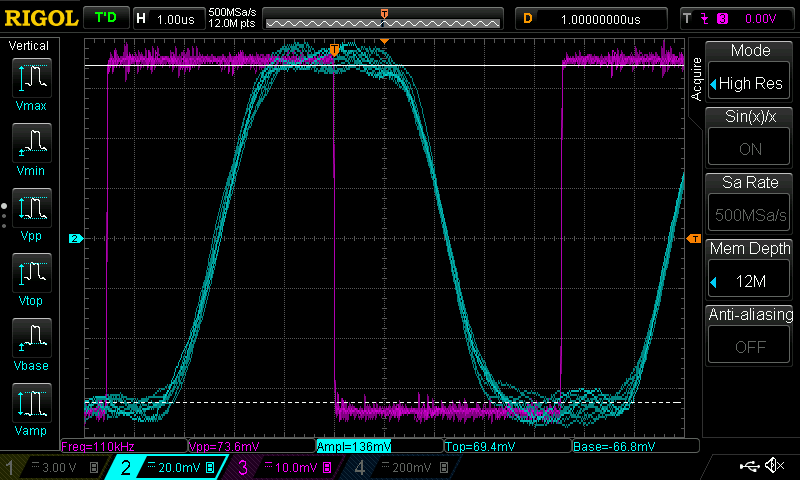 RIGOL T'D H 1.00us 500MSa/s 12.0M pts T D 1.00000000us T 3 0.00V
Vertical
Vmax
Vmin
Vpp
Vtop
Vbase
Vamp
T
2
T
Acquire
Mode
High Res
Sin(x)/x
ON
Sa Rate
500MSa/s
Mem Depth
12M
Anti-aliasing
OFF
Freq=110kHz Vpp=73.6mV Ampl=136mV Top=69.4mV Base=-66.8mV
1 3.00 V B 2 20.0mV B 3 10.0mV B 4 200mV B